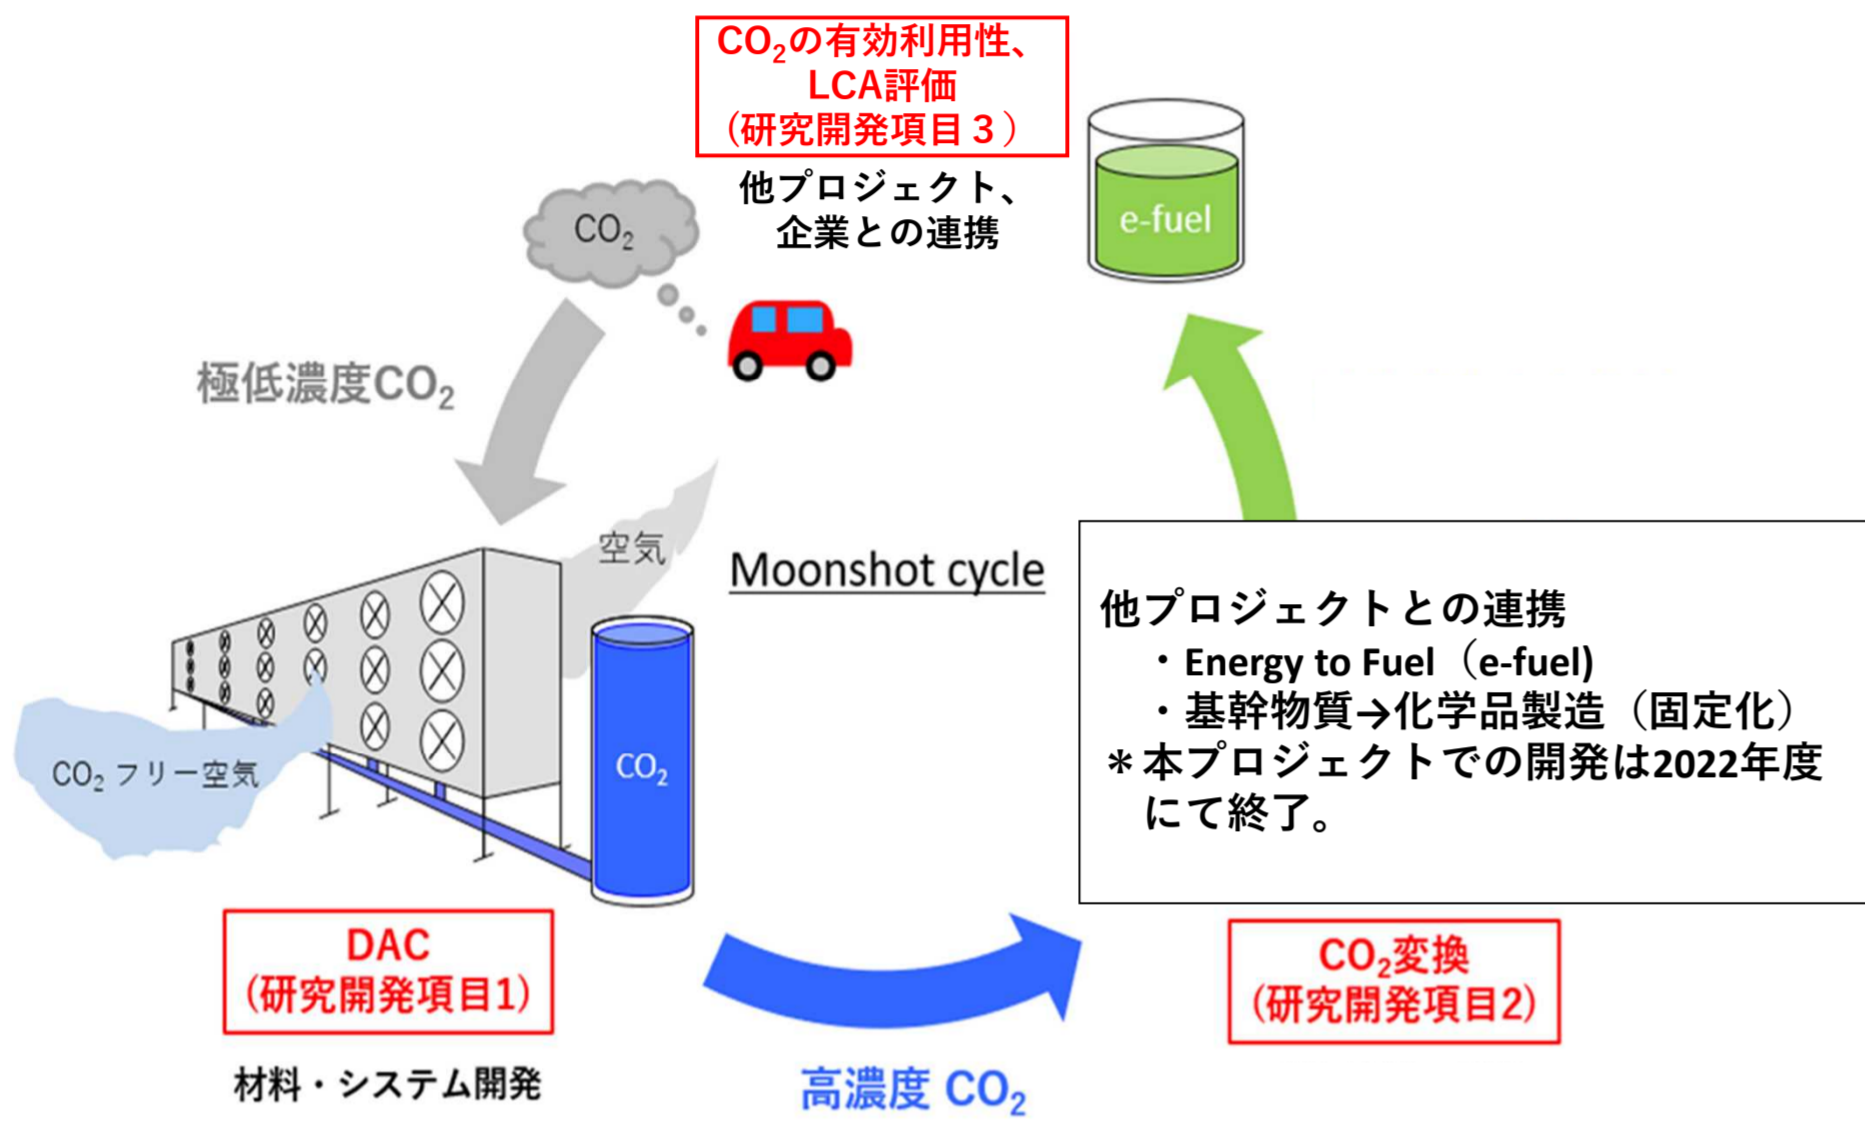 CO₂の有効利用性、
LCA評価
(研究開発項目３)
他プロジェクト、
企業との連携
CO₂
e-fuel
極低濃度CO₂
空気
Moonshot cycle
CO₂ フリー空気
CO₂
他プロジェクトとの連携
・Energy to Fuel（e-fuel)
・基幹物質→化学品製造（固定化）
＊本プロジェクトでの開発は2022年度
にて終了。
DAC
(研究開発項目1)
材料・システム開発
高濃度 CO₂
CO₂変換
(研究開発項目2)